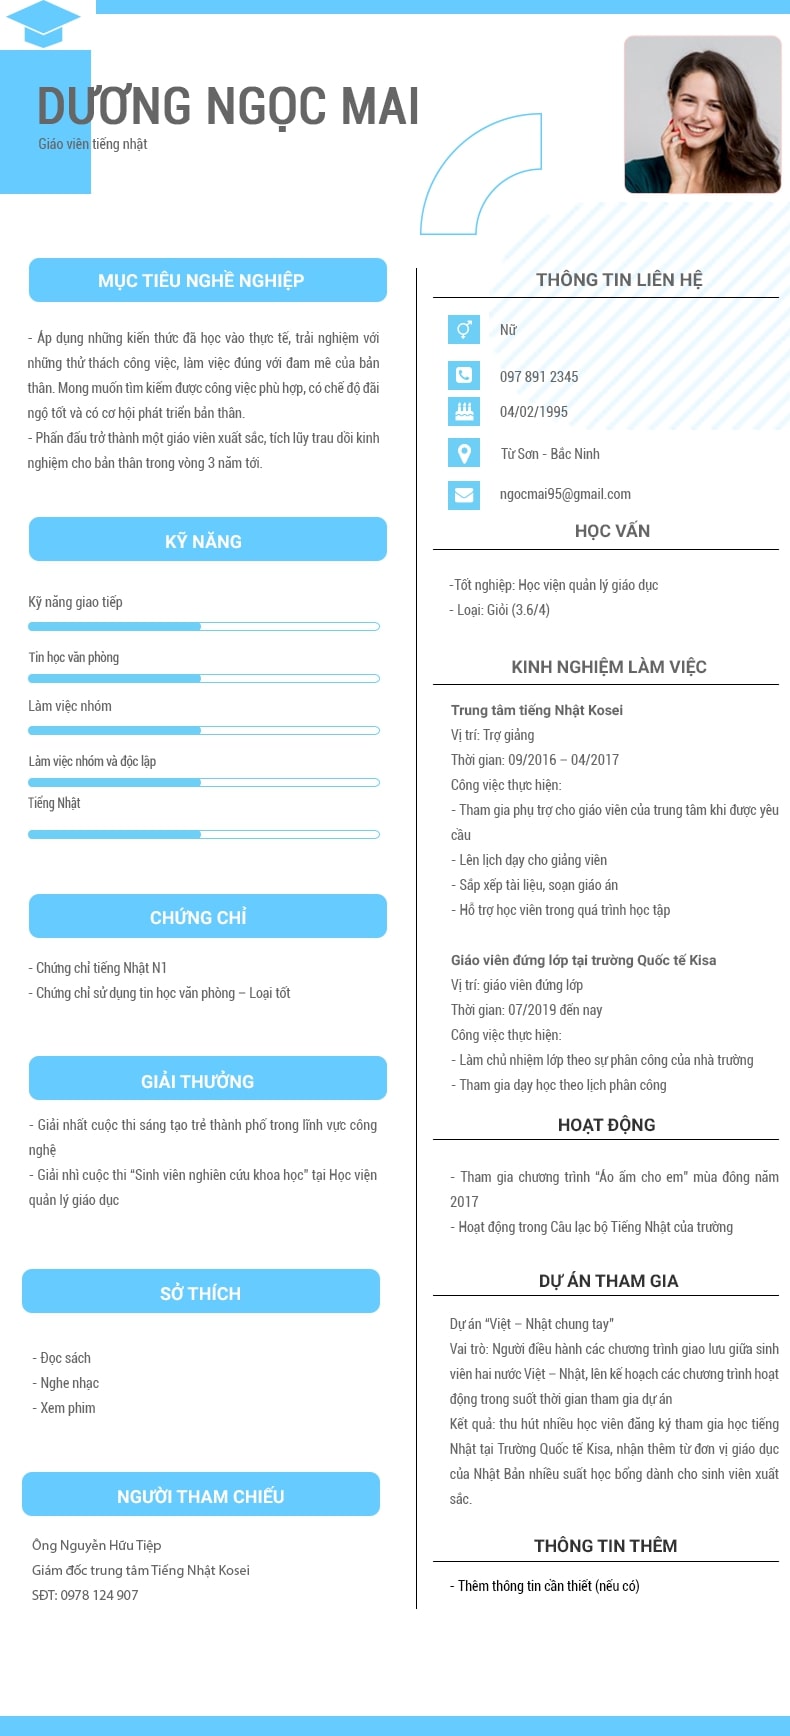 DƯƠNG NGỌC MAI
Giáo viên tiếng nhật
MỤC TIÊU NGHỀ NGHIỆP
- Áp dụng những kiến thức đã học vào thực tế, trải nghiệm với
những thử thách công việc, làm việc đúng với đam mê của bản
thân. Mong muốn tìm kiếm được công việc phù hợp, có chế độ đãi
ngộ tốt và có cơ hội phát triển bản thân.
- Phấn đấu trở thành một giáo viên xuất sắc, tích lũy trau dồi kinh
nghiệm cho bản thân trong vòng 3 năm tới.
KỸ NĂNG
Kỹ năng giao tiếp
Tin học văn phòng
Làm việc nhóm
Làm việc nhóm và độc lập
Tiếng Nhật
CHỨNG CHỈ
- Chứng chỉ tiếng Nhật N1
- Chứng chỉ sử dụng tin học văn phòng – Loại tốt
GIẢI THƯỞNG
- Giải nhất cuộc thi sáng tạo trẻ thành phố trong lĩnh vực công
nghệ
- Giải nhì cuộc thi “Sinh viên nghiên cứu khoa học” tại Học viện
quản lý giáo dục
SỞ THÍCH
- Đọc sách
- Nghe nhạc
- Xem phim
NGƯỜI THAM CHIẾU
Ông Nguyễn Hữu Tiệp
Giám đốc trung tâm Tiếng Nhật Kosei
SĐT: 0978 124 907
THÔNG TIN LIÊN HỆ
Nữ
097 891 2345
04/02/1995
Từ Sơn - Bắc Ninh
ngocmai95@gmail.com
HỌC VẤN
-Tốt nghiệp: Học viện quản lý giáo dục
- Loại: Giỏi (3.6/4)
KINH NGHIỆM LÀM VIỆC
Trung tâm tiếng Nhật Kosei
Vị trí: Trợ giảng
Thời gian: 09/2016 – 04/2017
Công việc thực hiện:
- Tham gia phụ trợ cho giáo viên của trung tâm khi được yêu
cầu
- Lên lịch dạy cho giảng viên
- Sắp xếp tài liệu, soạn giáo án
- Hỗ trợ học viên trong quá trình học tập
Giáo viên đứng lớp tại trường Quốc tế Kisa
Vị trí: giáo viên đứng lớp
Thời gian: 07/2019 đến nay
Công việc thực hiện:
- Làm chủ nhiệm lớp theo sự phân công của nhà trường
- Tham gia dạy học theo lịch phân công
HOẠT ĐỘNG
- Tham gia chương trình “Áo ấm cho em” mùa đông năm
2017
- Hoạt động trong Câu lạc bộ Tiếng Nhật của trường
DỰ ÁN THAM GIA
Dự án “Việt – Nhật chung tay”
Vai trò: Người điều hành các chương trình giao lưu giữa sinh
viên hai nước Việt – Nhật, lên kế hoạch các chương trình hoạt
động trong suốt thời gian tham gia dự án
Kết quả: thu hút nhiều học viên đăng ký tham gia học tiếng
Nhật tại Trường Quốc tế Kisa, nhận thêm từ đơn vị giáo dục
của Nhật Bản nhiều suất học bổng dành cho sinh viên xuất
sắc.
THÔNG TIN THÊM
- Thêm thông tin cần thiết (nếu có)